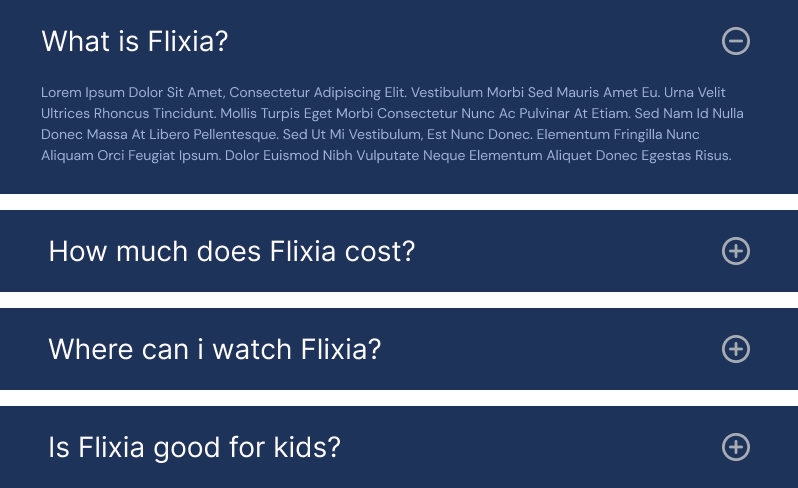 What is Flixia?
Lorem Ipsum Dolor Sit Amet, Consectetur Adipiscing Elit. Vestibulum Morbi Sed Mauris Amet Eu. Urna Velit
Ultrices Rhoncus Tincidunt. Mollis Turpis Eget Morbi Consectetur Nunc Ac Pulvinar At Etiam. Sed Nam Id Nulla
Donec Massa At Libero Pellentesque. Sed Ut Mi Vestibulum, Est Nunc Donec. Elementum Fringilla Nunc
Aliquam Orci Feugiat Ipsum. Dolor Euismod Nibh Vulputate Neque Elementum Aliquet Donec Egestas Risus.
How much does Flixia cost?
Where can i watch Flixia?
Is Flixia good for kids?